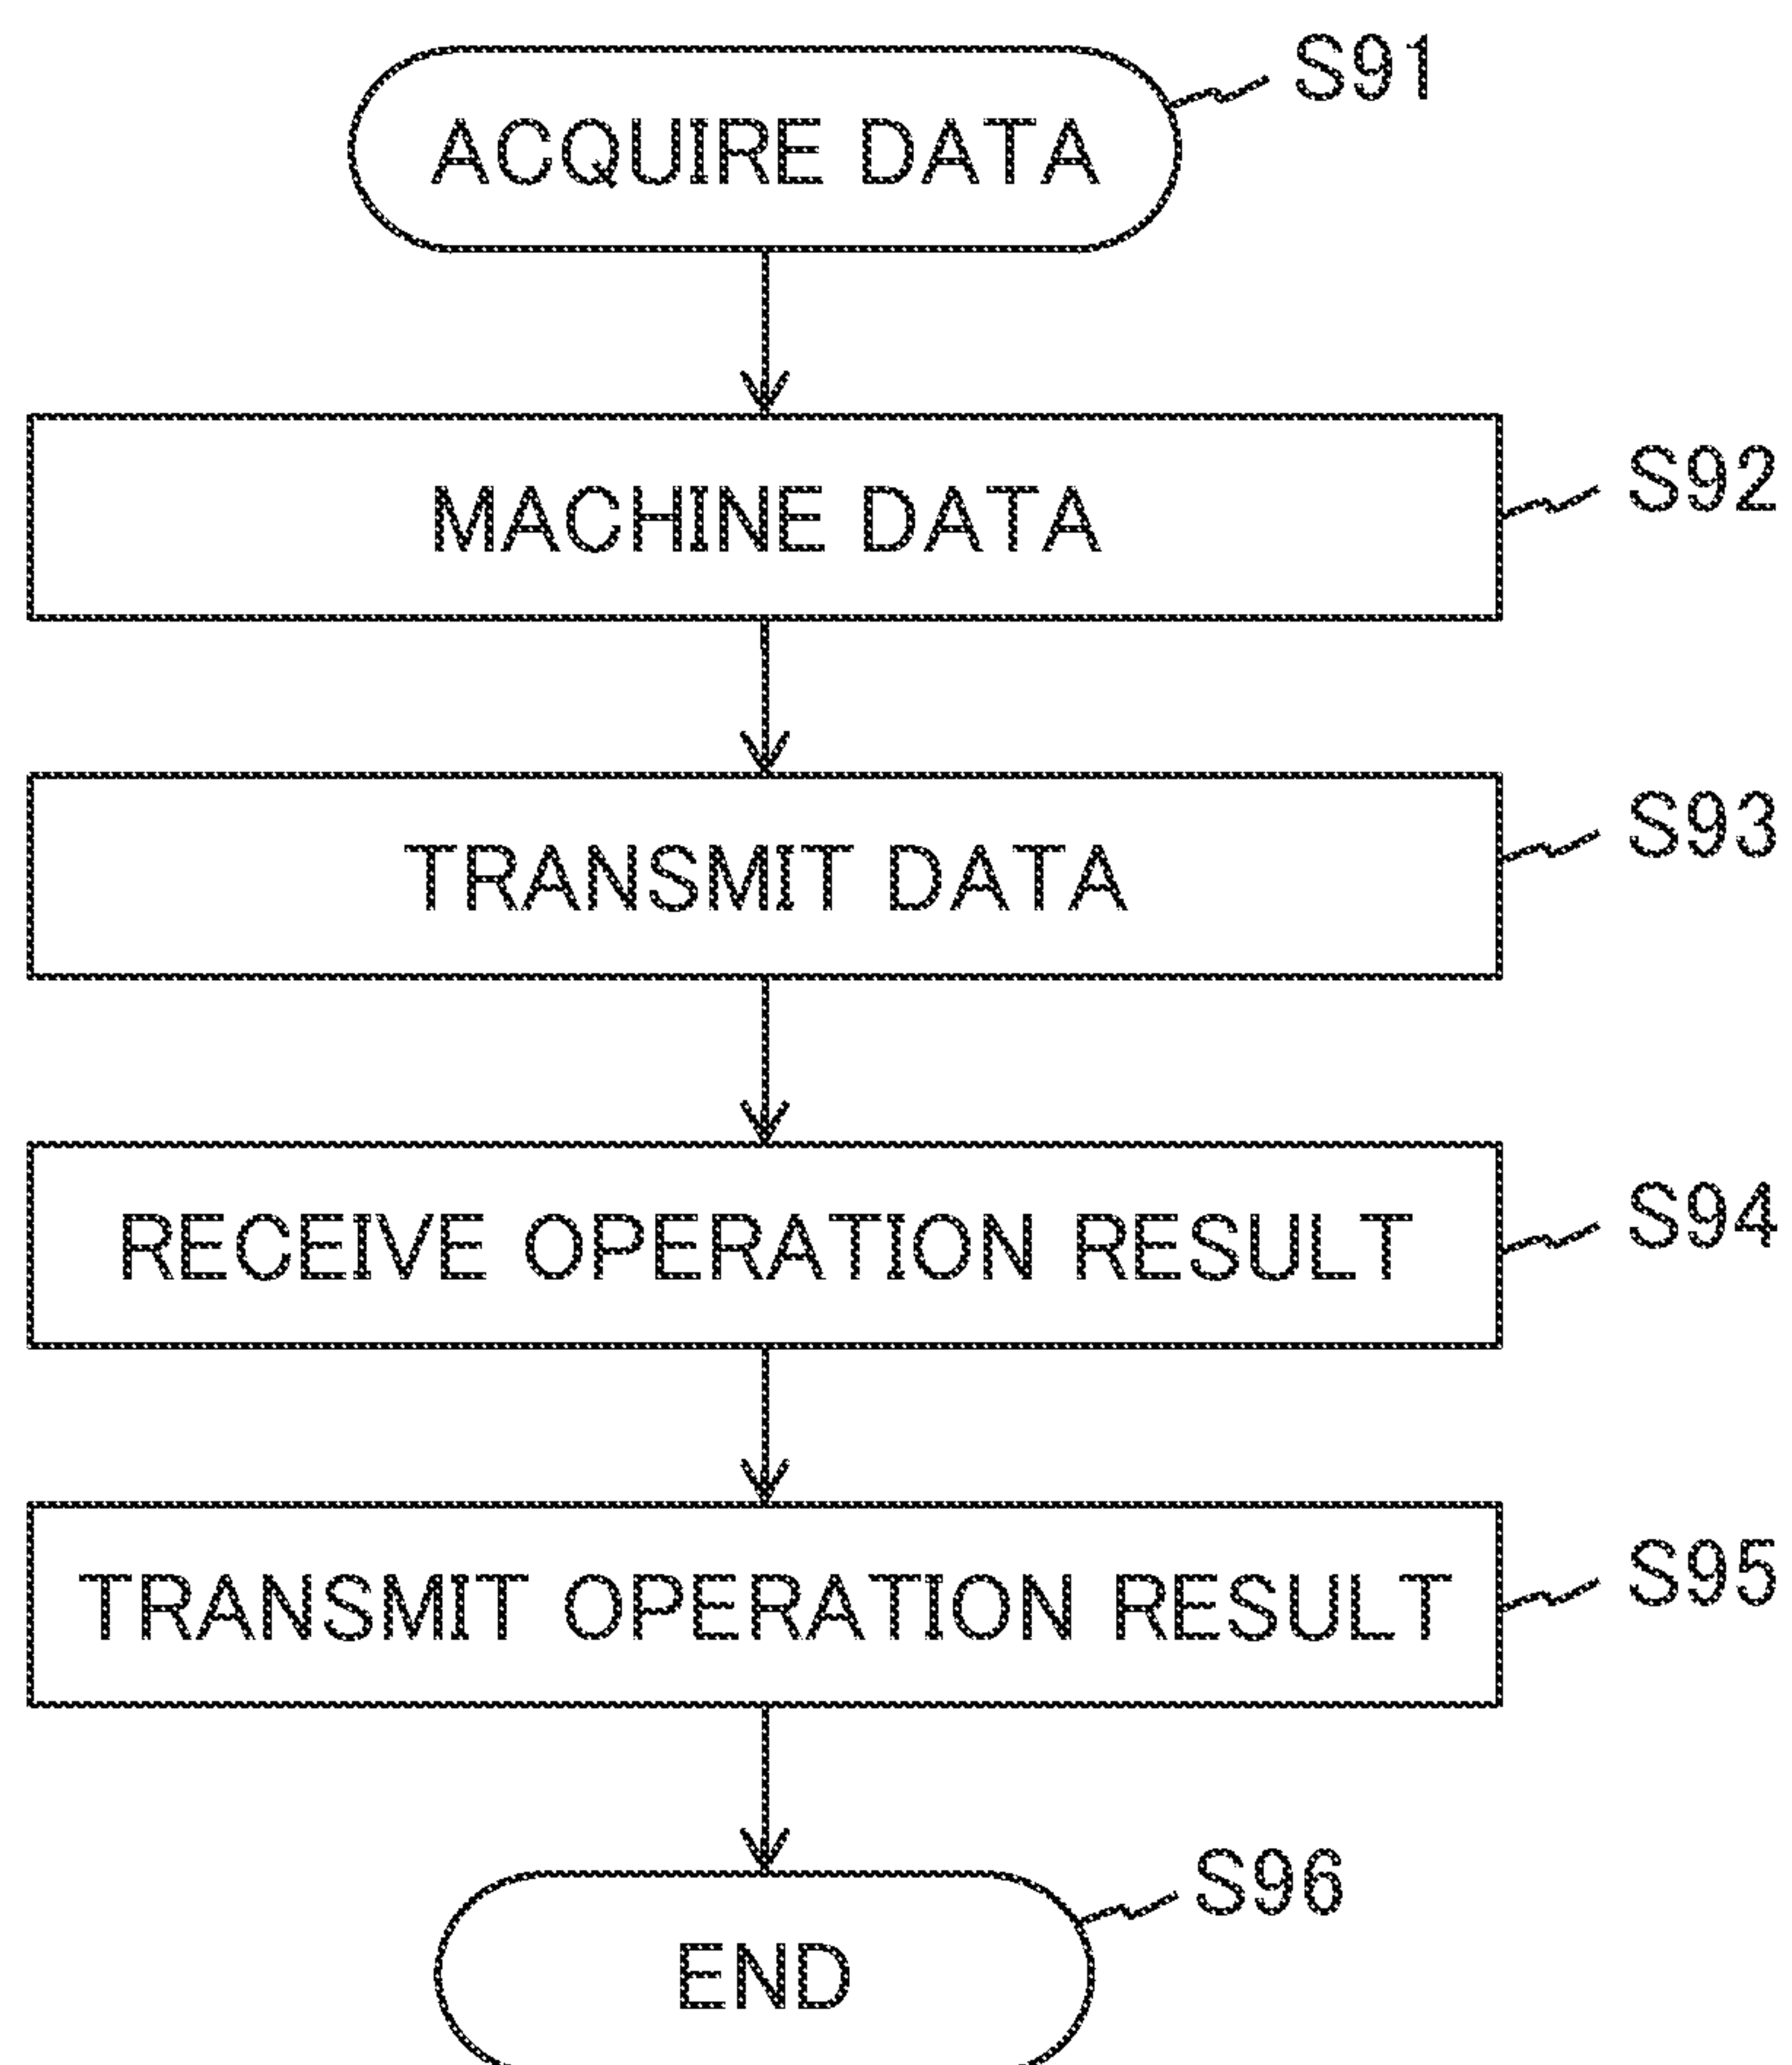 ACQUIRE DATA
S91
MACHINE DATA
S92
TRANSMIT DATA
S93
RECEIVE OPERATION RESULT
S94
TRANSMIT OPERATION RESULT
S95
END
S96